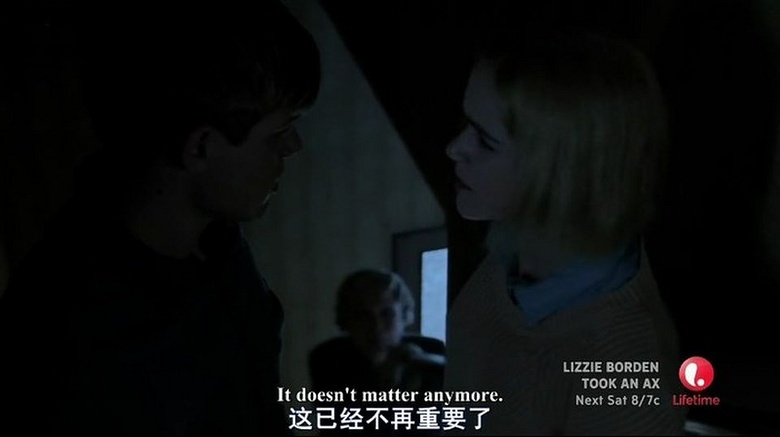 LIZZIE BORDEN
TOOK AN AX
Next Sat 8/7c
Lifetime
It doesn't matter anymore.
这已经不再重要了